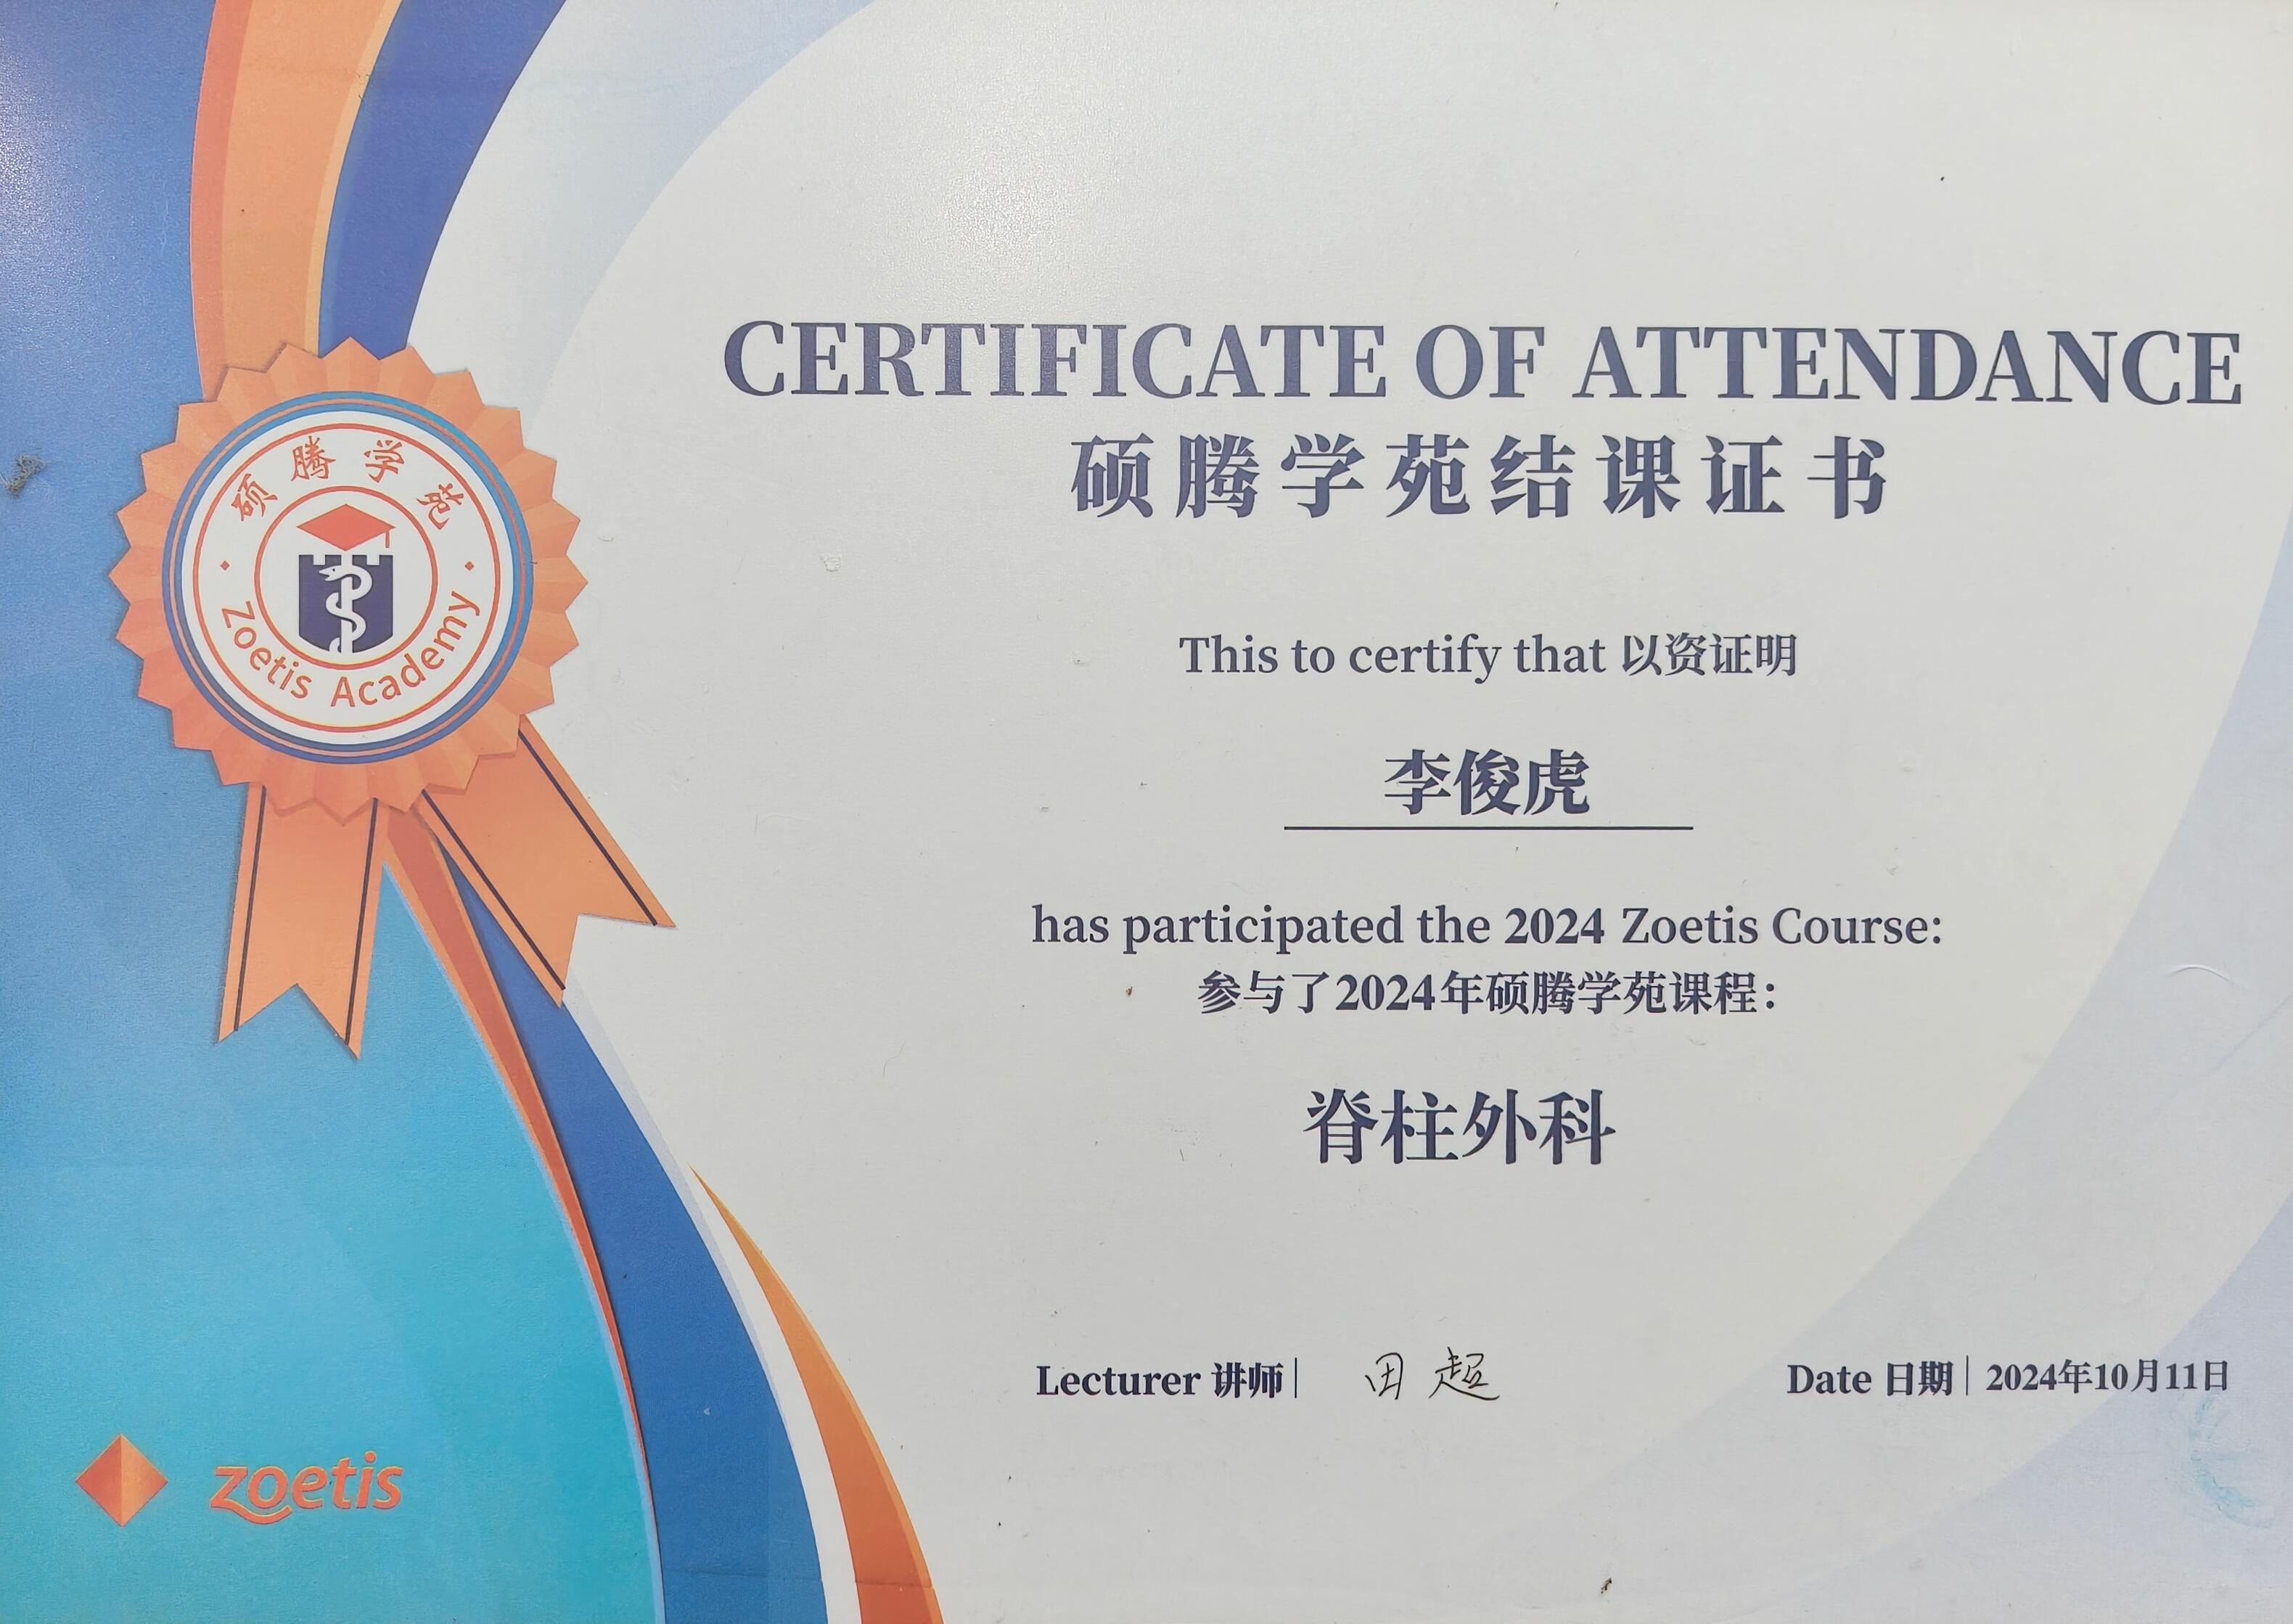 CERTIFICATE OF ATTENDANCE
硕腾学苑结课证书
硕腾学苑
Zoetis Academy
This to certify that 以资证明
李俊虎
has participated the 2024 Zoetis Course:
参与了2024年硕腾学苑课程：
脊柱外科
Lecturer 讲师| 田超
Date 日期| 2024年10月11日
zoetis